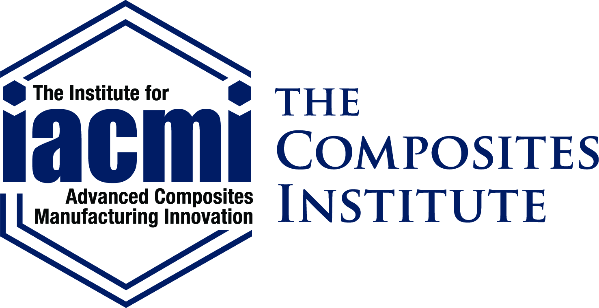 The Institute for
iacmi
Advanced Composites
Manufacturing Innovation
THE
COMPOSITES
INSTITUTE